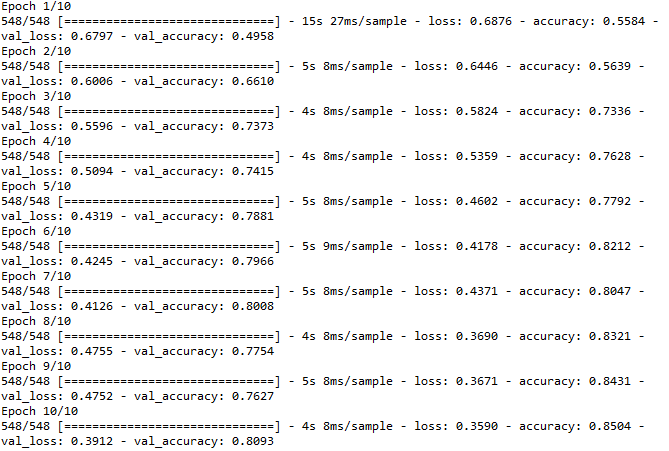 Epoch 1/10
548/548 [==============================] - 15s 27ms/sample - loss: 0.6876 - accuracy: 0.5584 -
val_loss: 0.6797 - val_accuracy: 0.4958
Epoch 2/10
548/548 [==============================] - 5s 8ms/sample - loss: 0.6446 - accuracy: 0.5639 -
val_loss: 0.6006 - val_accuracy: 0.6610
Epoch 3/10
548/548 [==============================] - 4s 8ms/sample - loss: 0.5824 - accuracy: 0.7336 -
val_loss: 0.5596 - val_accuracy: 0.7373
Epoch 4/10
548/548 [==============================] - 4s 8ms/sample - loss: 0.5359 - accuracy: 0.7628 -
val_loss: 0.5094 - val_accuracy: 0.7415
Epoch 5/10
548/548 [==============================] - 5s 8ms/sample - loss: 0.4602 - accuracy: 0.7792 -
val_loss: 0.4319 - val_accuracy: 0.7881
Epoch 6/10
548/548 [==============================] - 5s 9ms/sample - loss: 0.4178 - accuracy: 0.8212 -
val_loss: 0.4245 - val_accuracy: 0.7966
Epoch 7/10
548/548 [==============================] - 5s 8ms/sample - loss: 0.4371 - accuracy: 0.8047 -
val_loss: 0.4126 - val_accuracy: 0.8008
Epoch 8/10
548/548 [==============================] - 4s 8ms/sample - loss: 0.3690 - accuracy: 0.8321 -
val_loss: 0.4755 - val_accuracy: 0.7754
Epoch 9/10
548/548 [==============================] - 5s 8ms/sample - loss: 0.3671 - accuracy: 0.8431 -
val_loss: 0.4752 - val_accuracy: 0.7627
Epoch 10/10
548/548 [==============================] - 4s 8ms/sample - loss: 0.3590 - accuracy: 0.8504 -
val_loss: 0.3912 - val_accuracy: 0.8093